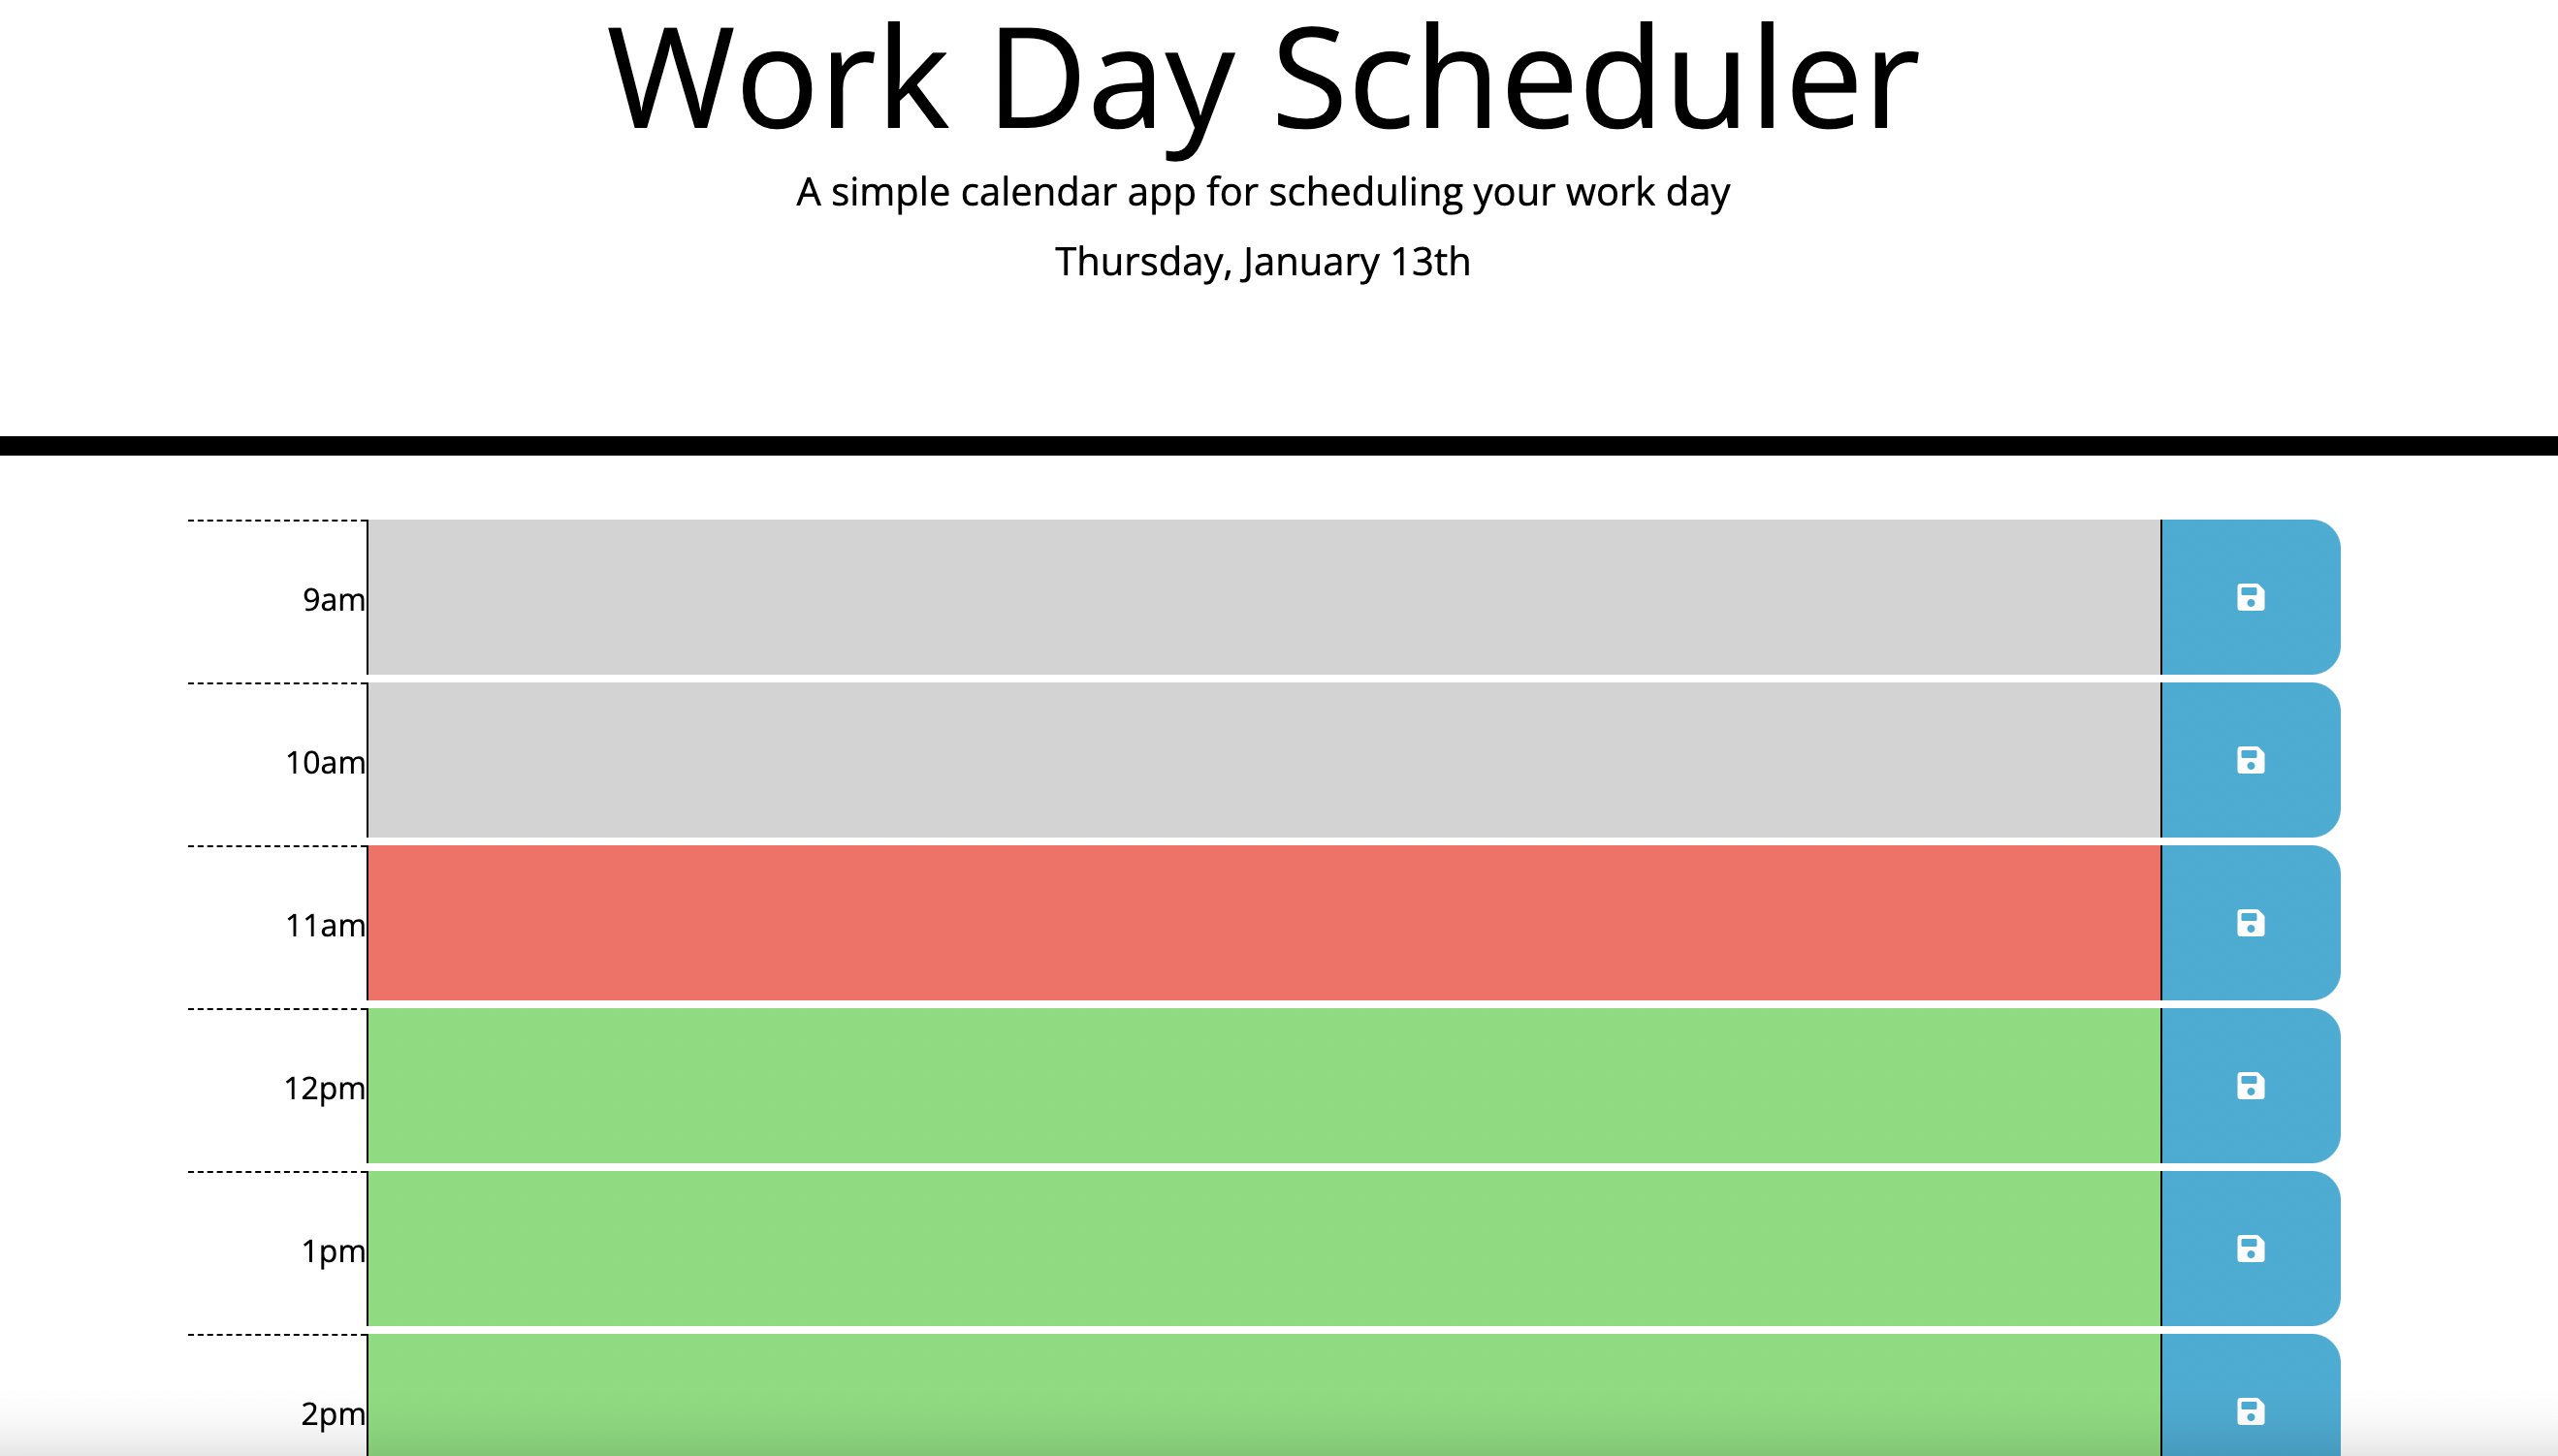 Work Day Scheduler
A simple calendar app for scheduling your work day
Thursday, January 13th
9am
10am
11am
12pm
1pm
2pm